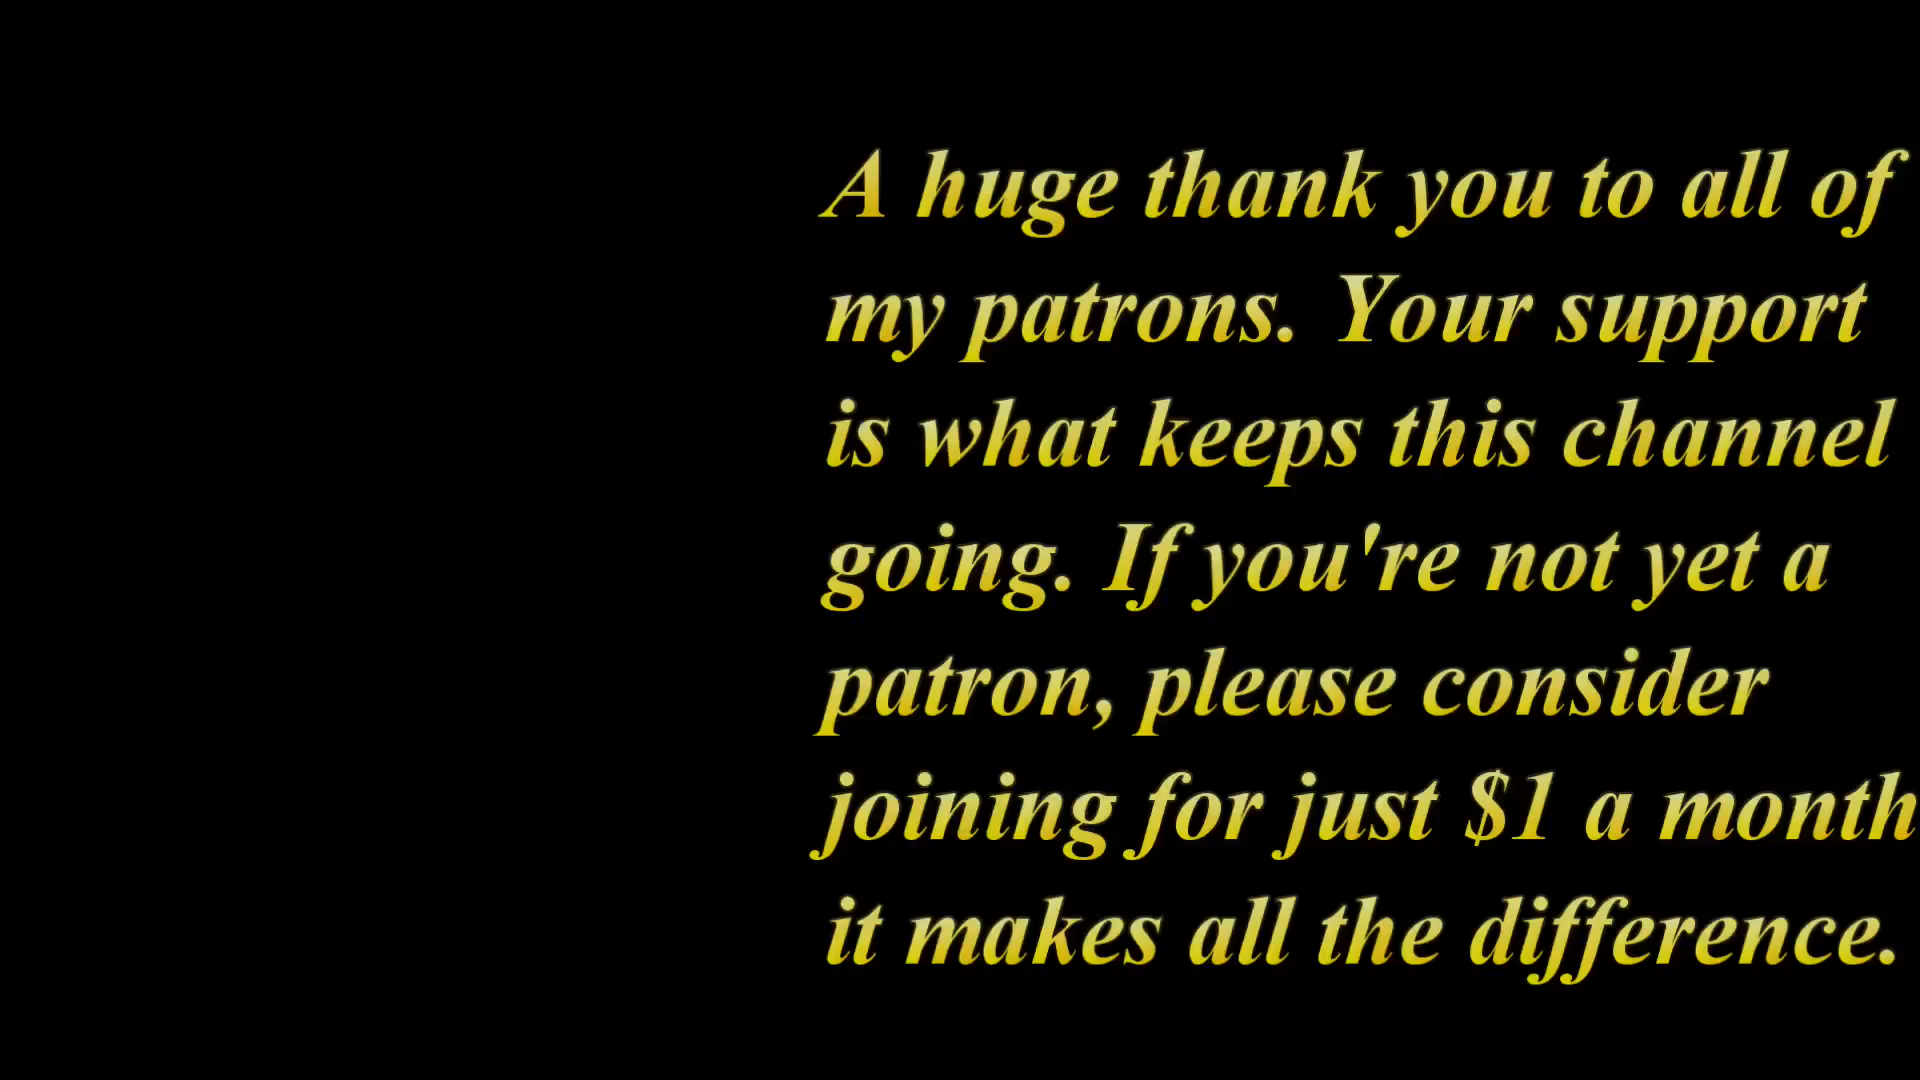 A huge thank you to all of
my patrons. Your support
is what keeps this channel
going. If you're not yet a
patron, please consider
joining for just $1 a month
it makes all the difference.